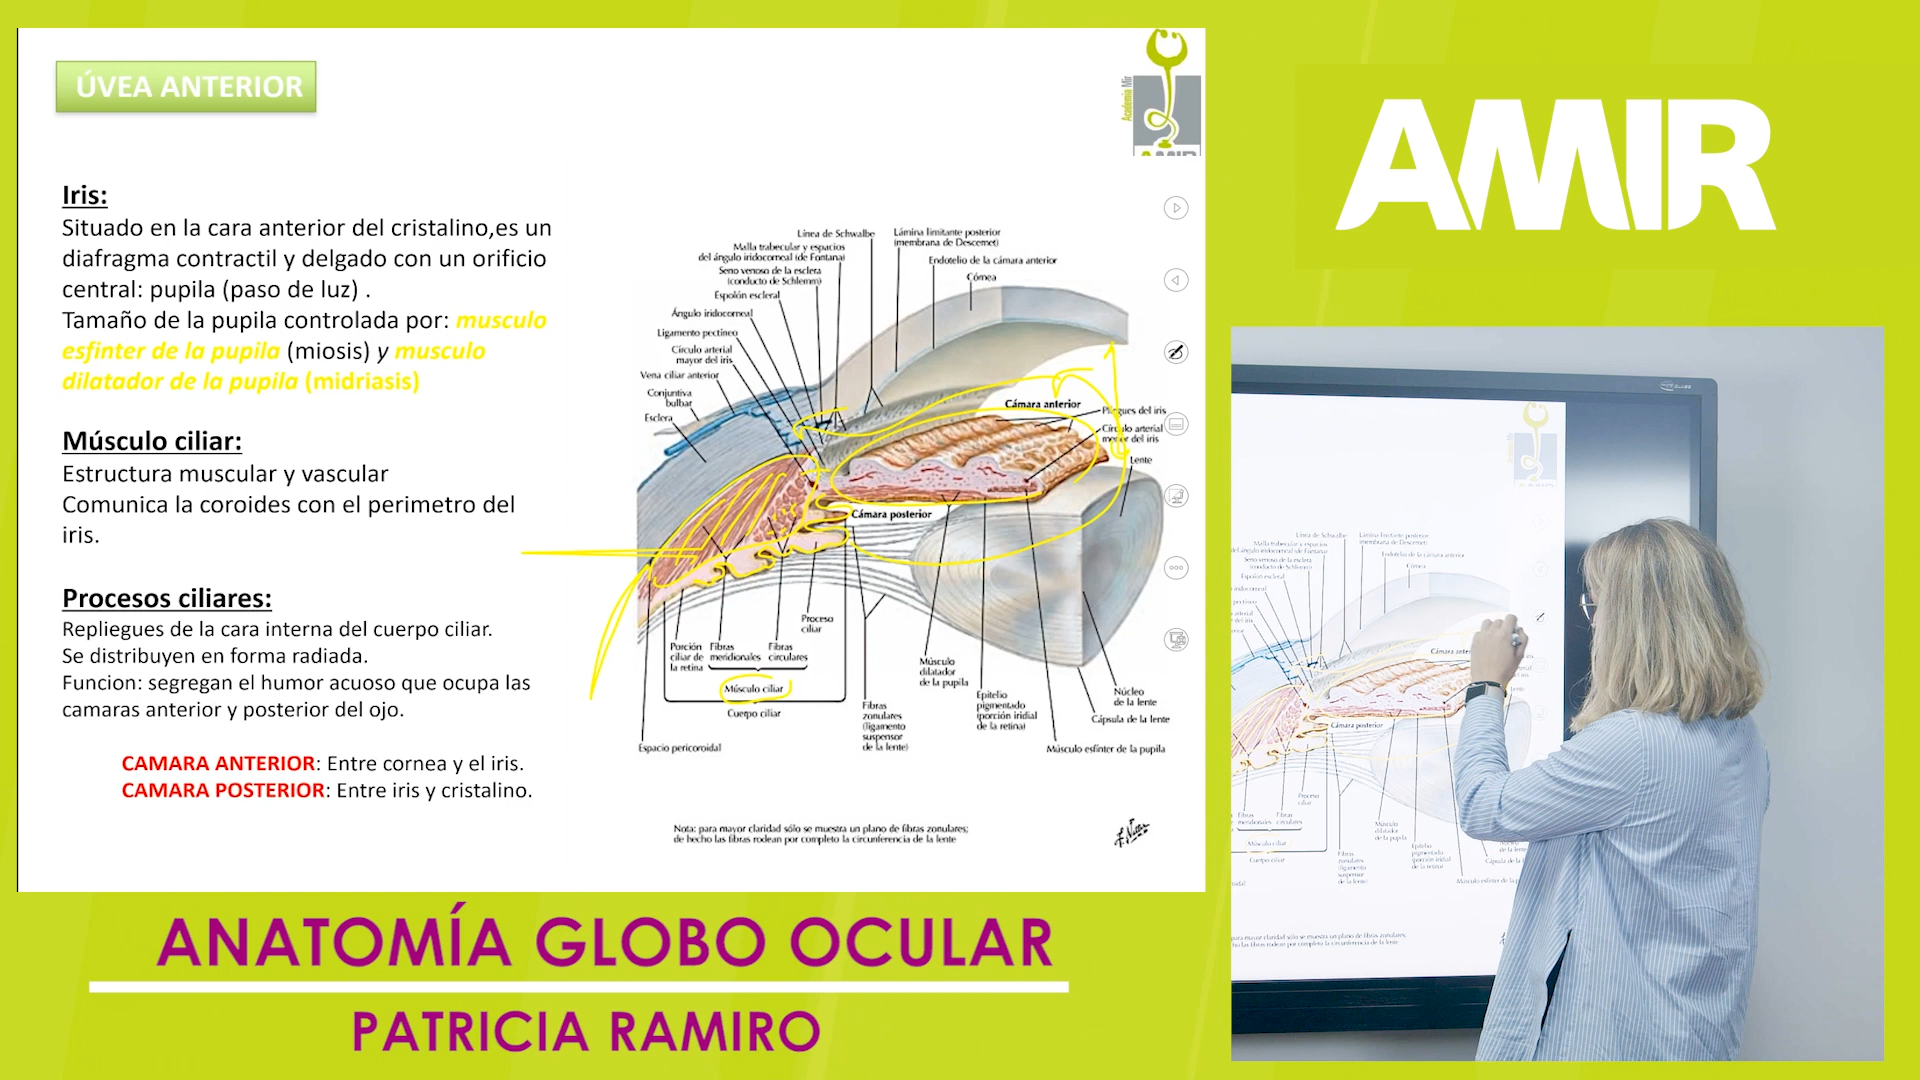 ÚVEA ANTERIOR
Academia Mir
AMIR
Iris:
Situado en la cara anterior del cristalino,es un
diafragma contractil y delgado con un orificio
central: pupila (paso de luz) .
Tamaño de la pupila controlada por: musculo
esfinter de la pupila (miosis) y musculo
dilatador de la pupila (midriasis)
Músculo ciliar:
Estructura muscular y vascular
Comunica la coroides con el perimetro del
iris.
Procesos ciliares:
Repliegues de la cara interna del cuerpo ciliar.
Se distribuyen en forma radiada.
Funcion: segregan el humor acuoso que ocupa las
camaras anterior y posterior del ojo.
CAMARA ANTERIOR: Entre cornea y el iris.
CAMARA POSTERIOR: Entre iris y cristalino.
Línea de Schwalbe
Lámina limitante posterior
(membrana de Descemet)
Malla trabecular y espacios
del ángulo iridocorneal (de Fontana)
Endotelio de la cámara anterior
Seno venoso de la esclera
(conducto de Schlemm)
Córnea
Espolón escleral
Ángulo iridocorneal
Ligamento pectíneo
Círculo arterial
mayor del iris
Vena ciliar anterior
Conjuntiva
bulbar
Esclera
Cámara anterior
Pliegues del iris
Círculo arterial
menor del iris
Lente
Cámara posterior
Proceso
ciliar
Porción
ciliar de
la retina
Fibras
meridionales
Fibras
circulares
Músculo ciliar
Cuerpo ciliar
Espacio pericoroidal
Fibras
zonulares
(ligamento
suspensor
de la lente)
Músculo
dilatador
de la pupila
Epitelio
pigmentado
(porción iridial
de la retina)
Núcleo
de la lente
Cápsula de la lente
Músculo esfínter de la pupila
Nota: para mayor claridad sólo se muestra un plano de fibras zonulares;
de hecho las fibras rodean por completo la circunferencia de la lente
AMIR
ANATOMÍA GLOBO OCULAR
PATRICIA RAMIRO